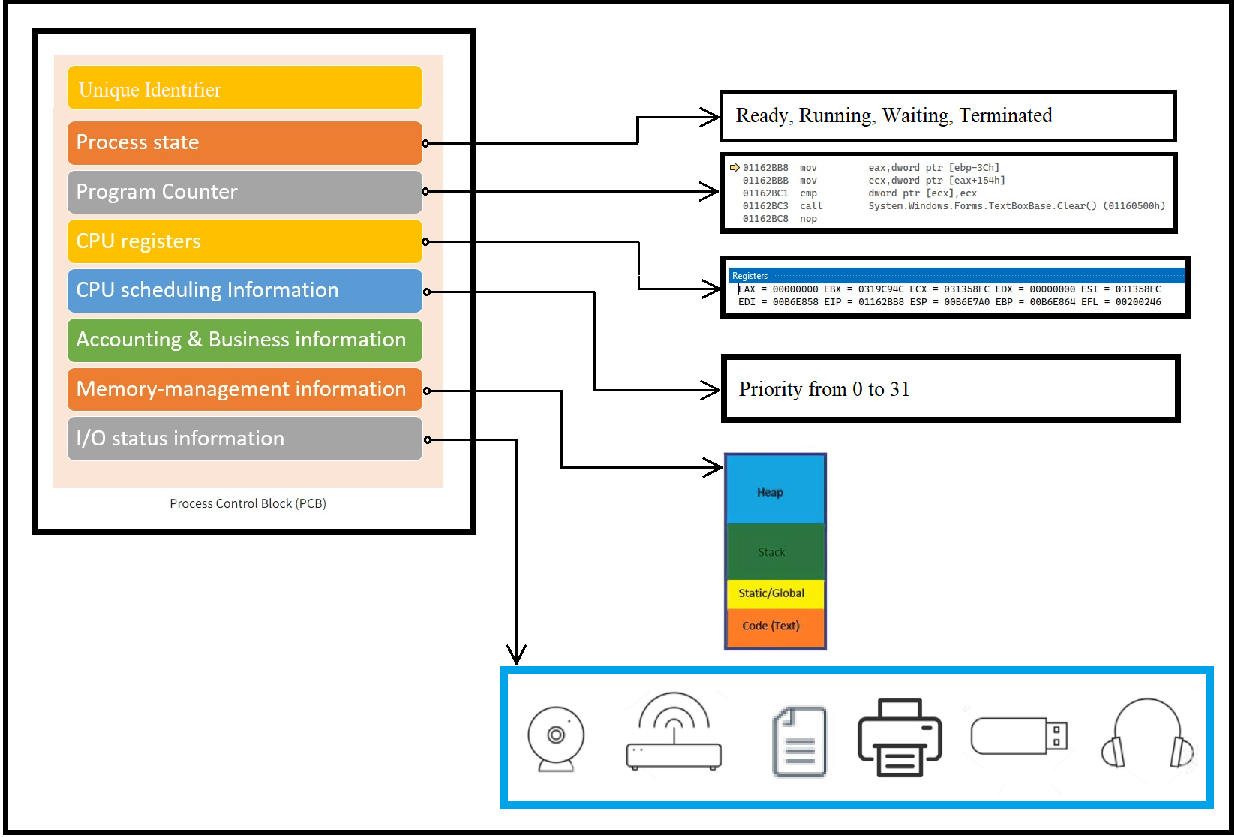 Unique Identifier
Process state
Program Counter
CPU registers
CPU scheduling Information
Accounting & Business information
Memory-management information
I/O status information
Process Control Block (PCB)
Ready, Running, Waiting, Terminated
01162BB8 mov eax,dword ptr [ebp-3Ch]
01162BBB mov ecx,dword ptr [eax+154h]
01162BC1 cmp dword ptr [ecx],ecx
01162BC3 call System.Windows.Forms.TextBoxBase.Clear() (01160500h)
01162BC8 nop
Registers
EAX = 00000000 EBX = 0319C94C ECX = 031358FC EDX = 00000000 ESI = 031358FC
EDI = 00B6E858 EIP = 01162BB8 ESP = 00B6E7A0 EBP = 00B6E864 EFL = 00200246
Priority from 0 to 31
Heap
Stack
Static/Global
Code (Text)